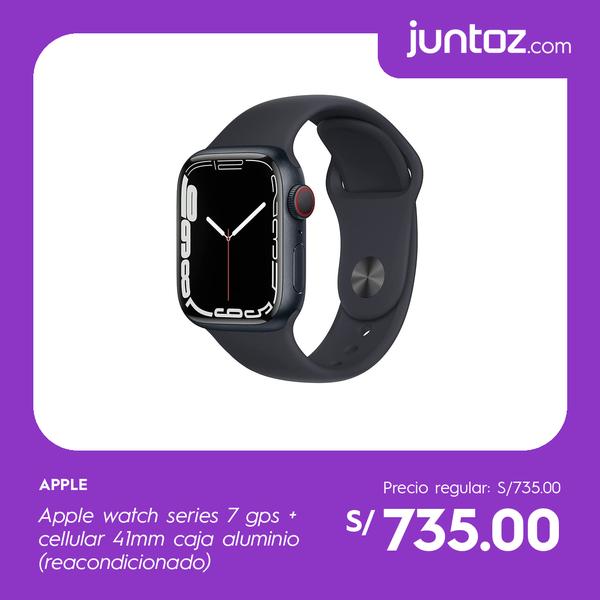 juntoz.com
APPLE
Apple watch series 7 gps +
cellular 41mm caja aluminio
(reacondicionado)
Precio regular: S/735.00
S/ 735.00